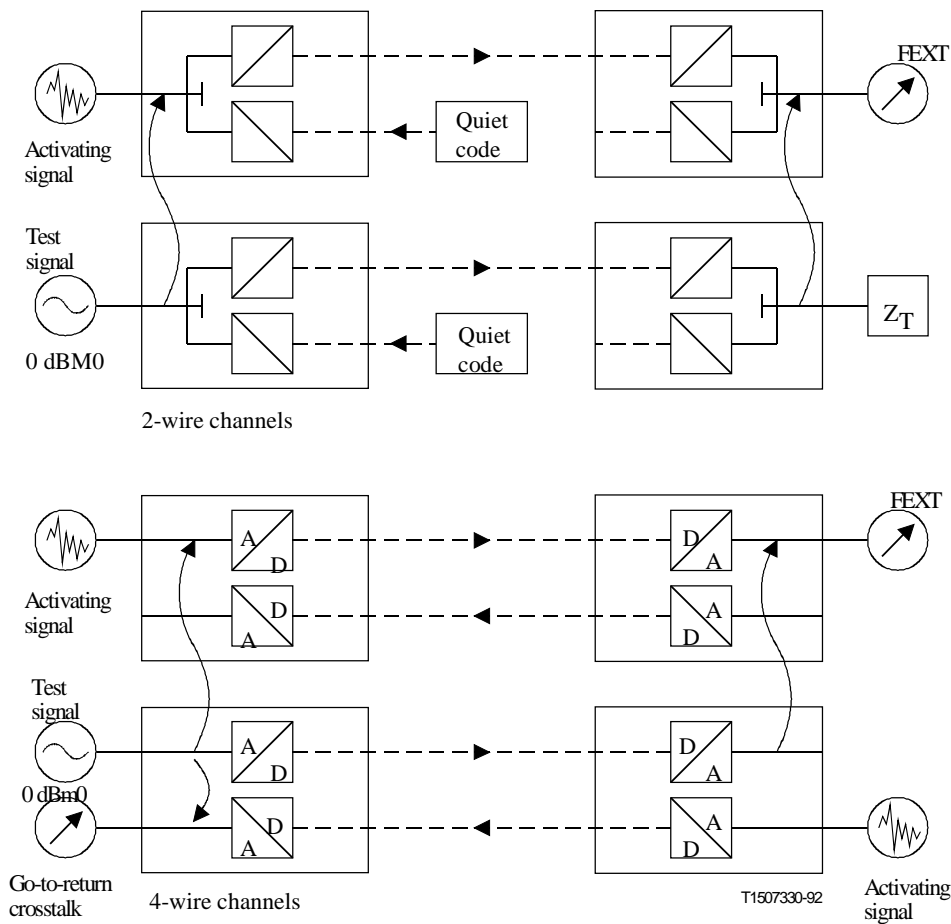 FEXT
Activating
signal
Quiet
code
Test
signal
0 dBM0
Quiet
code
Z_T
2-wire channels
FEXT
A
D
D
A
Activating
signal
D
A
A
D
Test
signal
0 dBm0
A
D
D
A
D
A
A
D
Go-to-return
crosstalk
4-wire channels
T1507330-92
Activating
signal